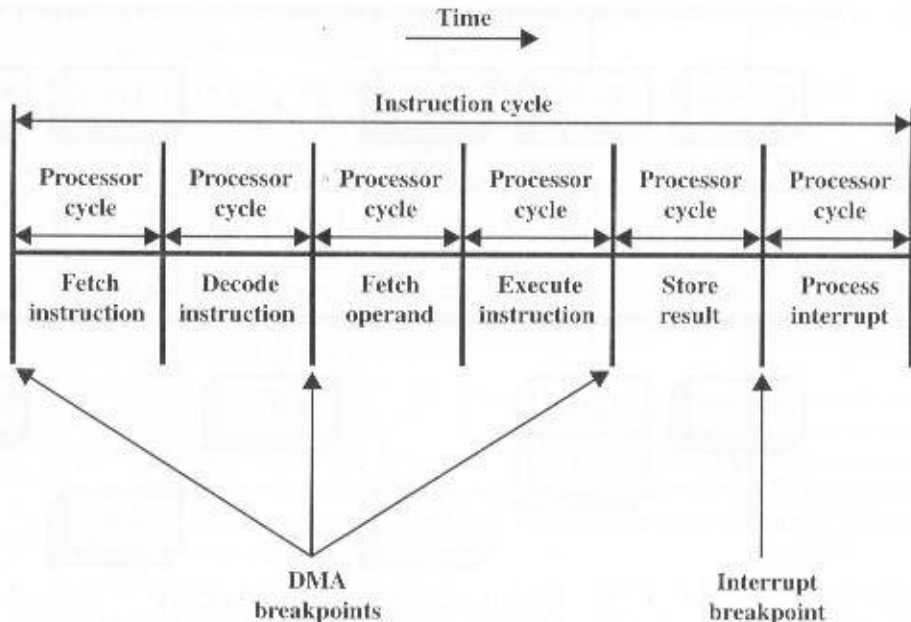 Time
Instruction cycle
Processor Processor Processor Processor Processor Processor
cycle cycle cycle cycle cycle cycle
Fetch Decode Fetch Execute Store Process
instruction instruction operand instruction result interrupt
DMA Interrupt
breakpoints breakpoint